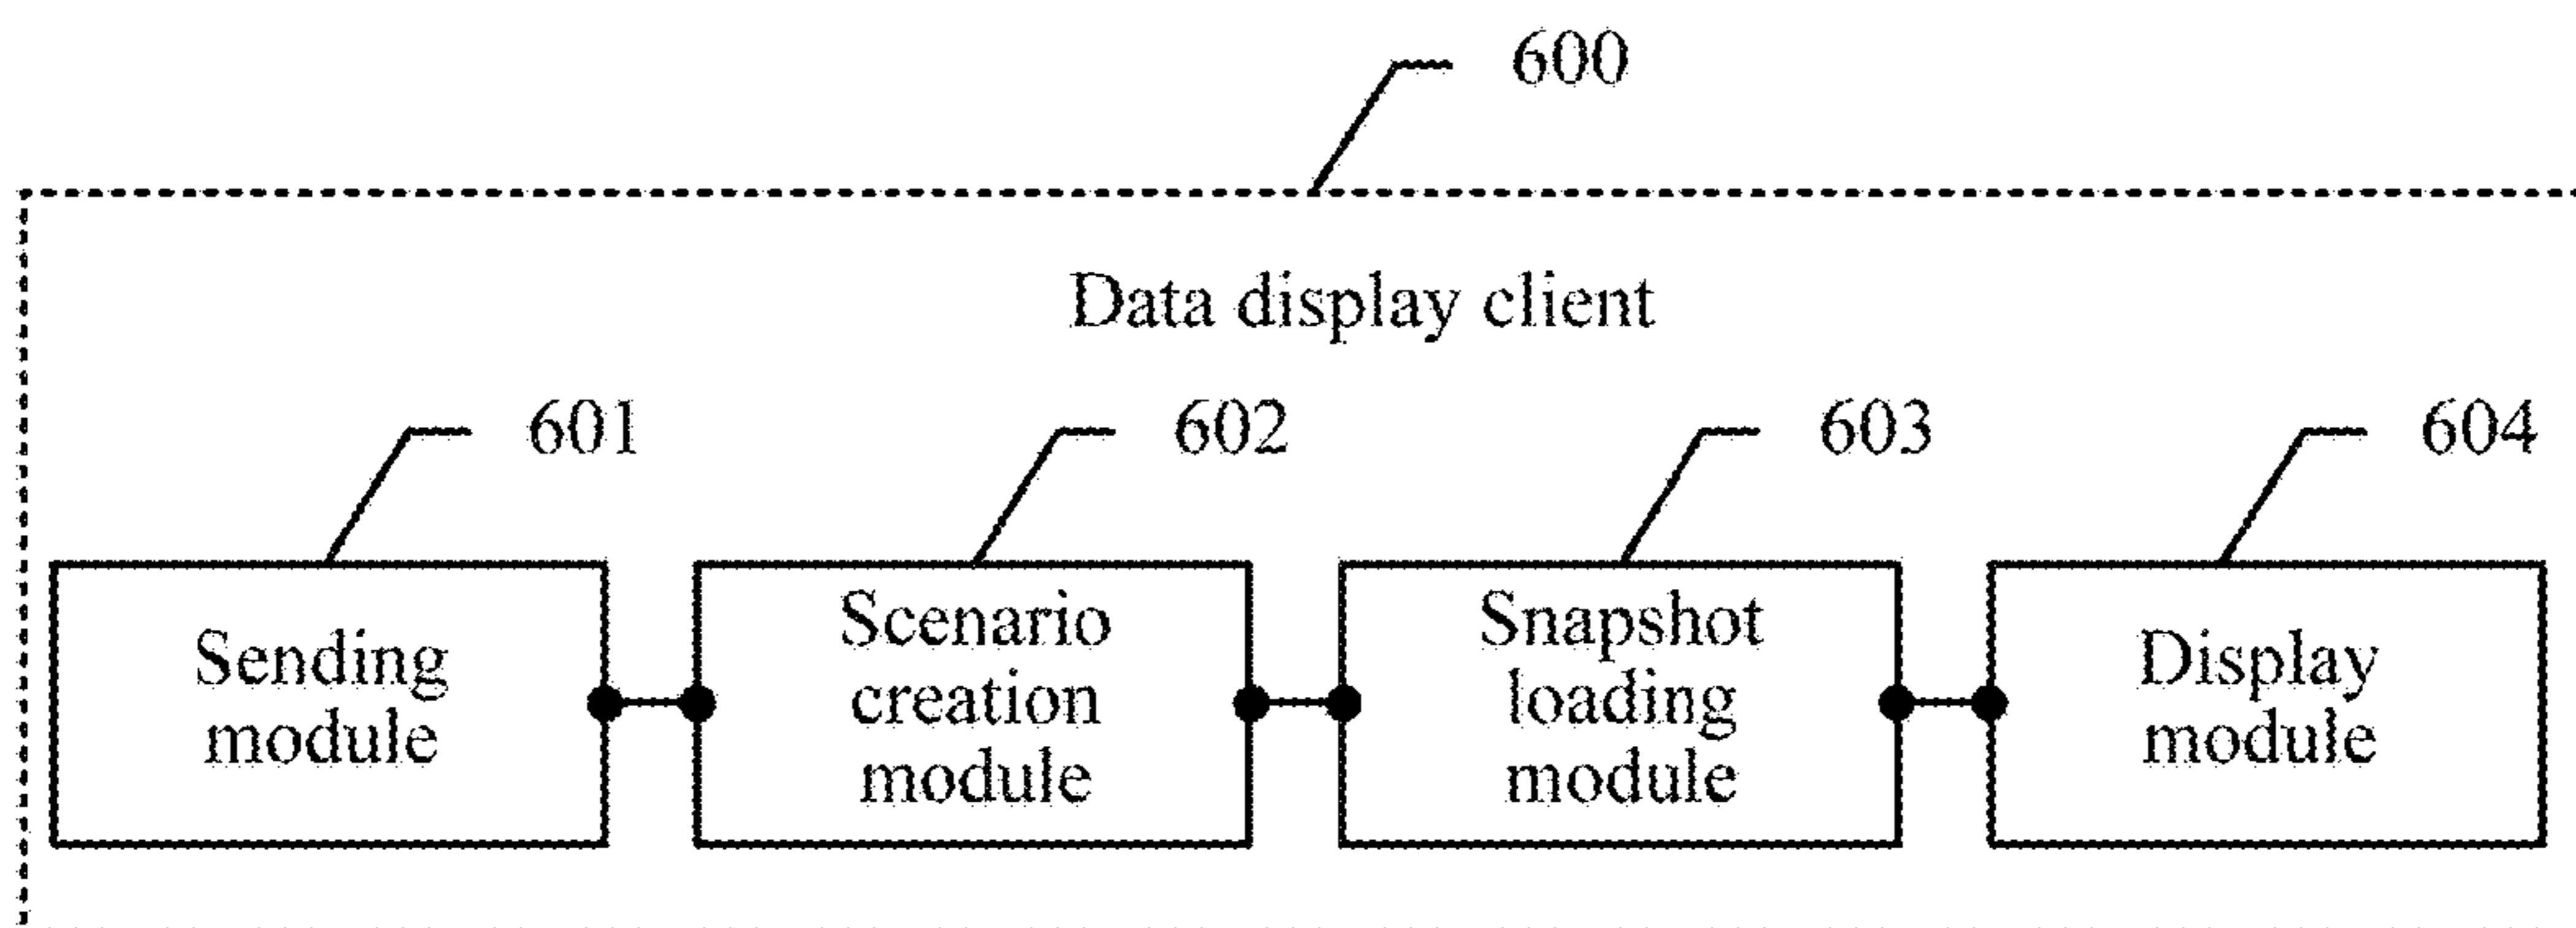 600
Data display client
601
602
603
604
Sending
module
Scenario
creation
module
Snapshot
loading
module
Display
module